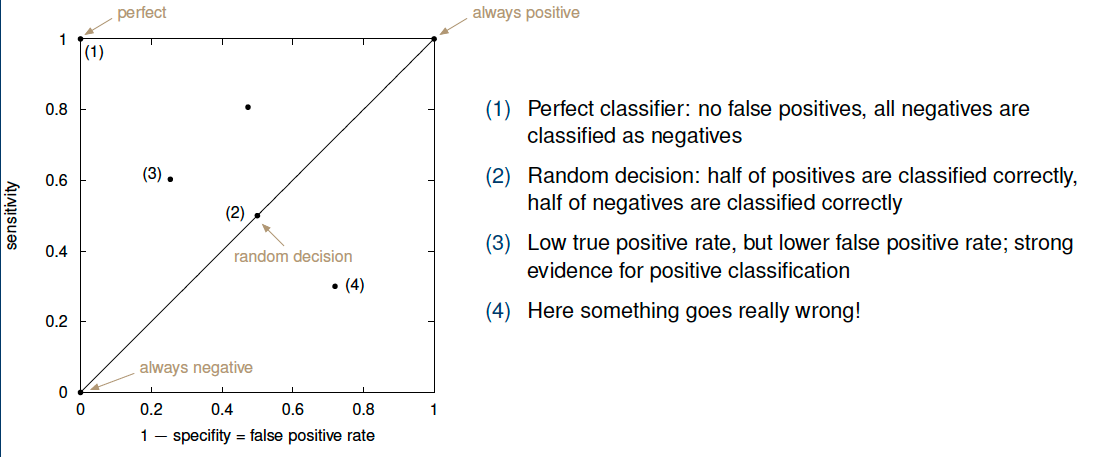 perfect
always positive
1
(1)
0.8
(3)
0.6
(2)
sensitivity
0.4
random decision
(4)
0.2
always negative
0
0 0.2 0.4 0.6 0.8 1
1 − specifity = false positive rate
(1) Perfect classifier: no false positives, all negatives are
classified as negatives
(2) Random decision: half of positives are classified correctly,
half of negatives are classified correctly
(3) Low true positive rate, but lower false positive rate; strong
evidence for positive classification
(4) Here something goes really wrong!